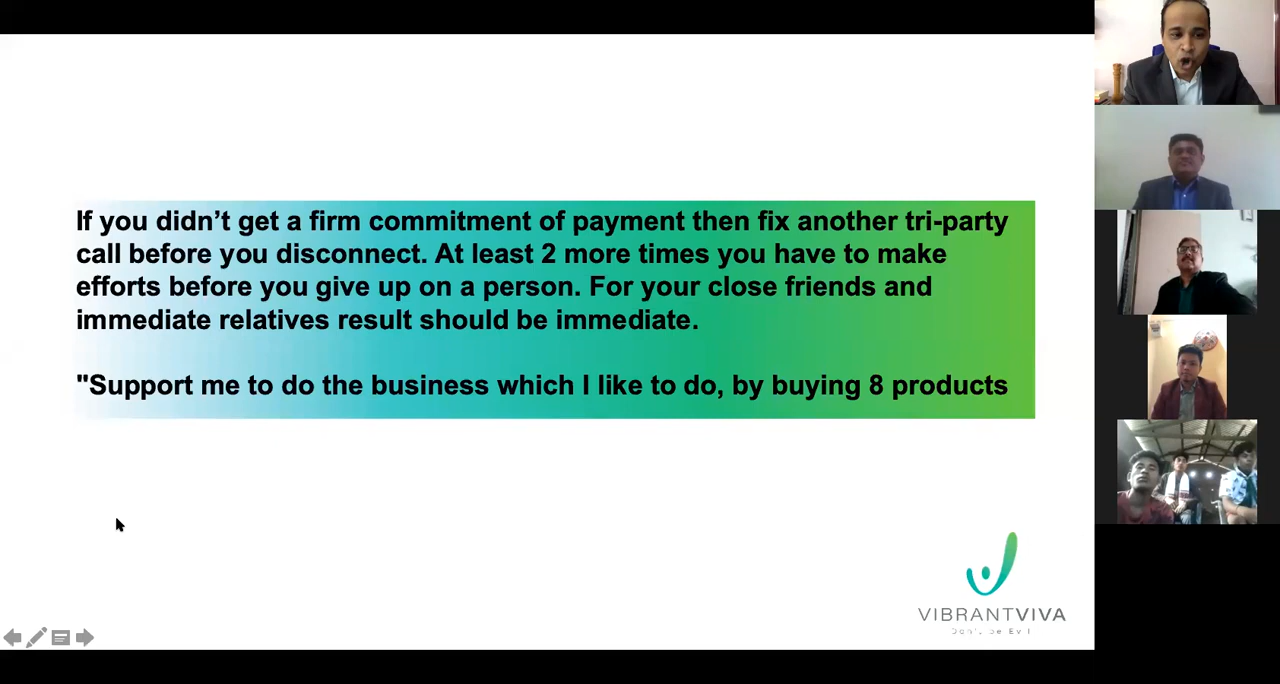 If you didn’t get a firm commitment of payment then fix another tri-party
call before you disconnect. At least 2 more times you have to make
efforts before you give up on a person. For your close friends and
immediate relatives result should be immediate.
"Support me to do the business which I like to do, by buying 8 products
VIBRANTVIVA
Don't be Evil